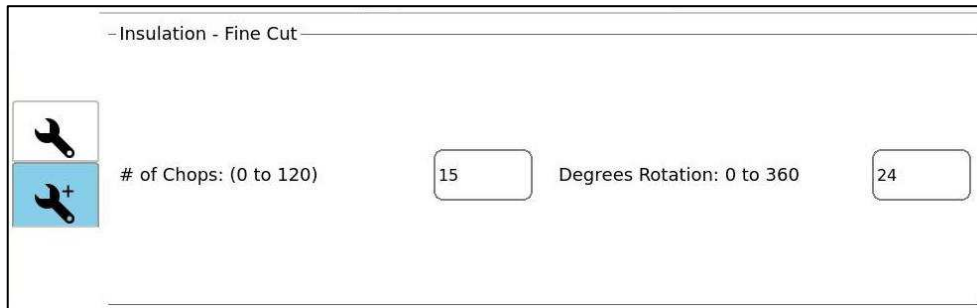 Insulation - Fine Cut
# of Chops: (0 to 120) 15 Degrees Rotation: 0 to 360 24